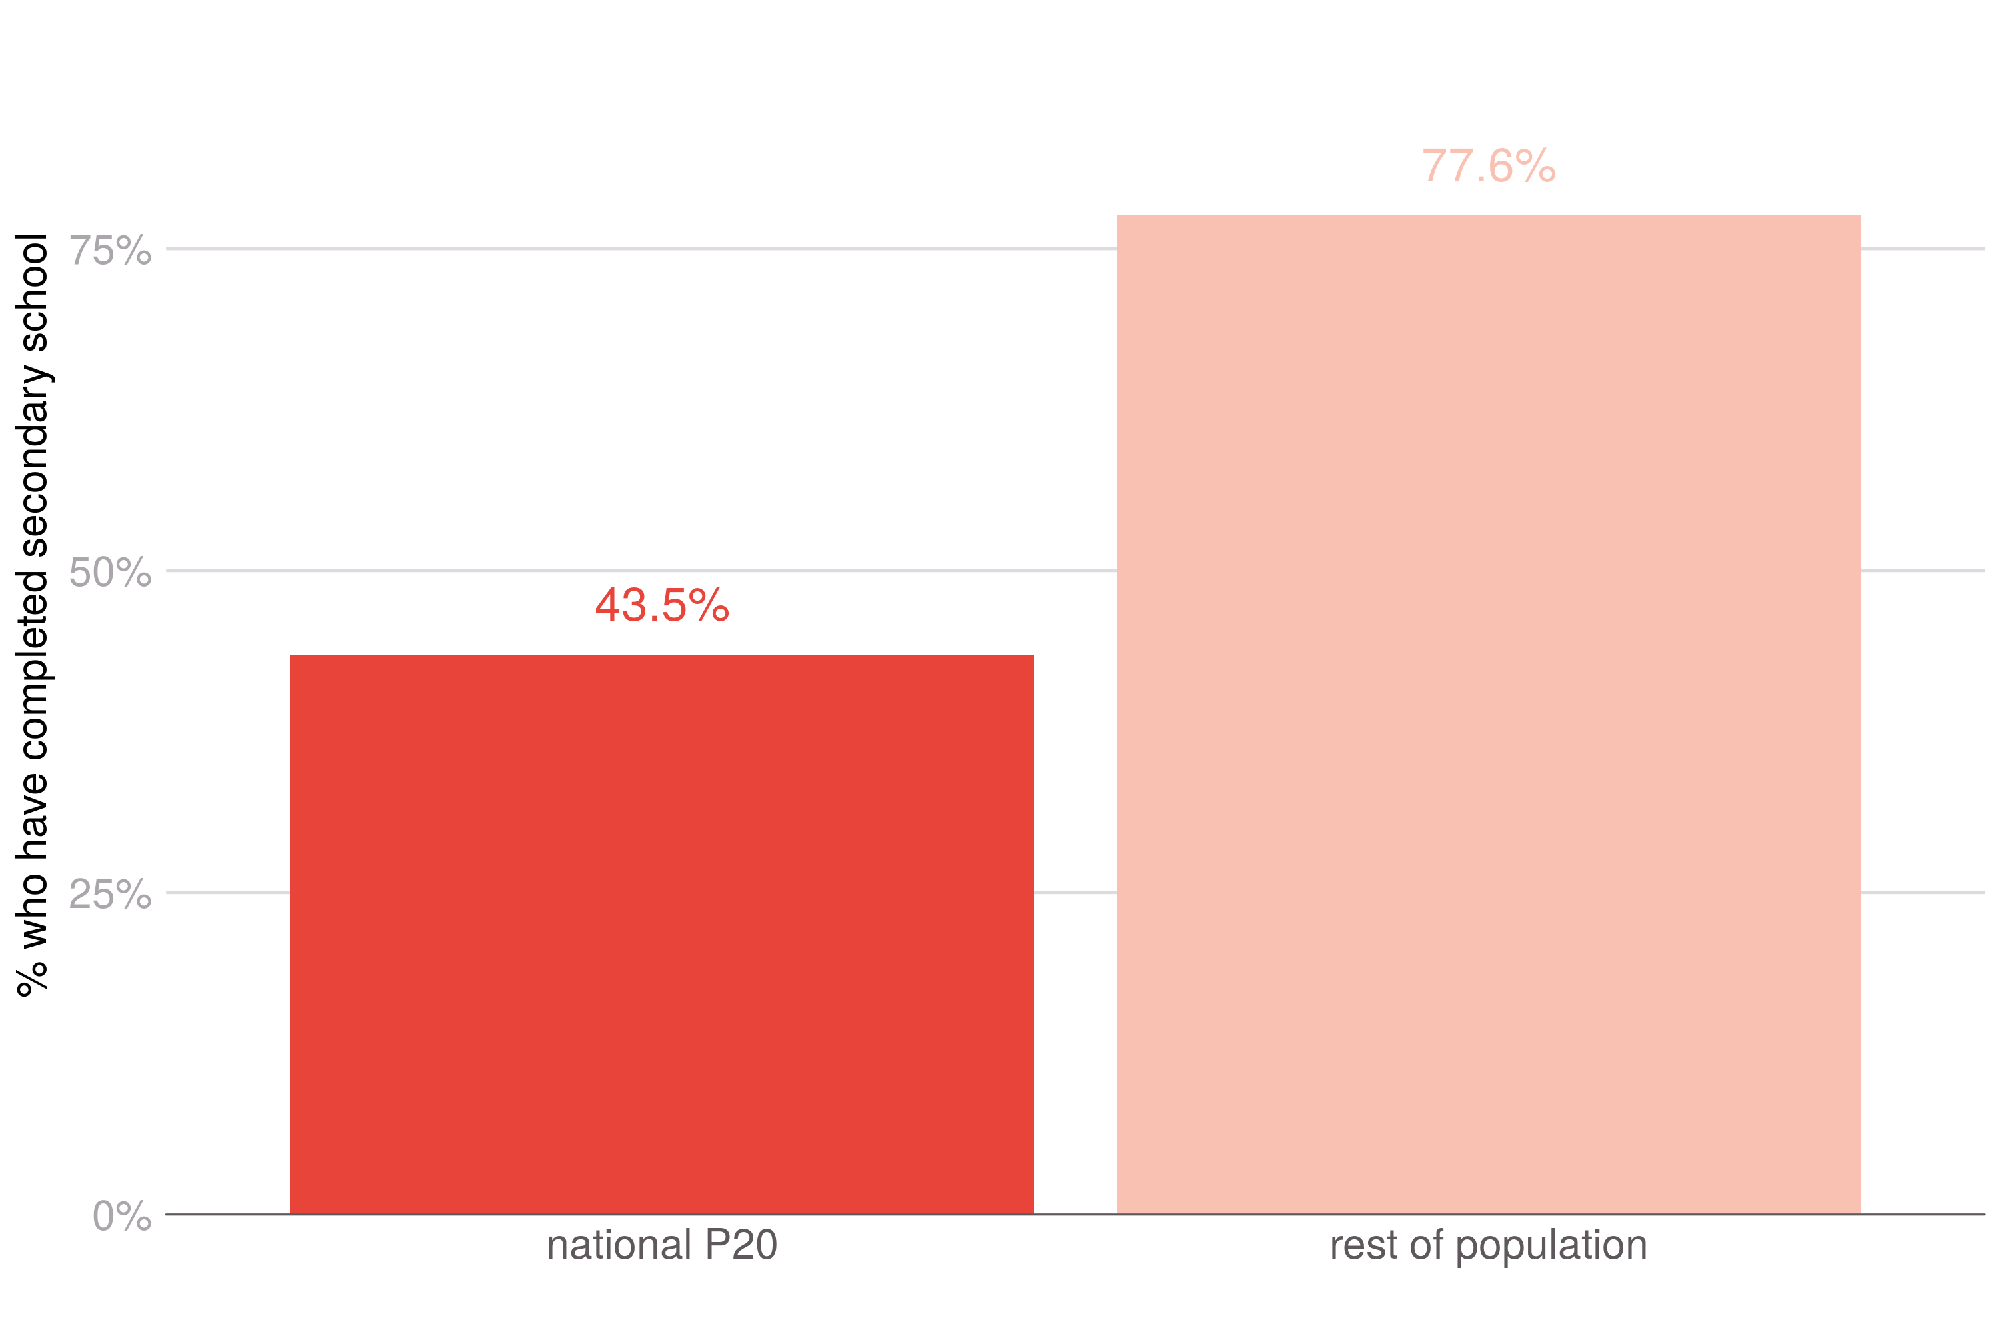 % who have completed secondary school
75%
50%
25%
0%
77.6%
43.5%
national P20
rest of population